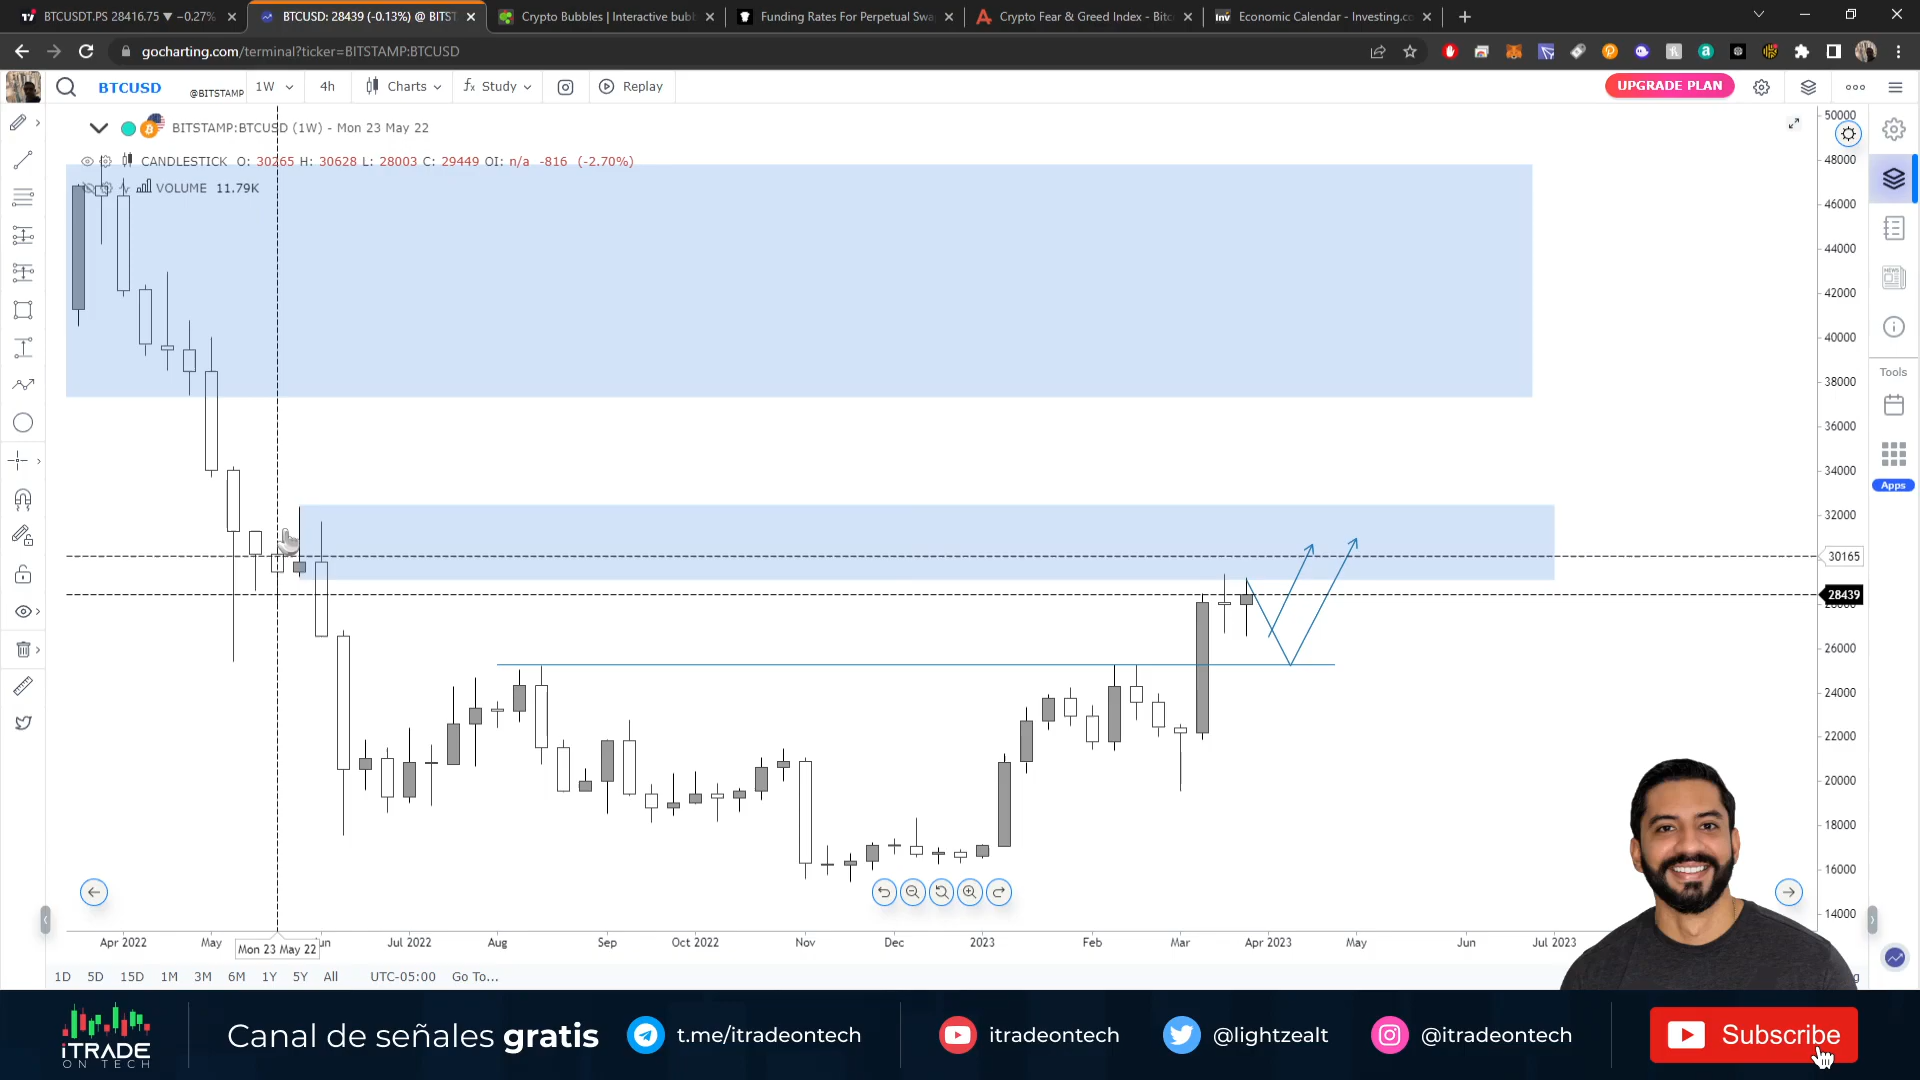 BTCUSDT.PS 28416.75 ▼ −0.27%
BTCUSD: 28439 (-0.13%) @ BITST
Crypto Bubbles | Interactive bubb
Funding Rates For Perpetual Swa
Crypto Fear & Greed Index - Bitc
Economic Calendar - Investing.co
gocharting.com/terminal?ticker=BITSTAMP:BTCUSD
BTCUSD @BITSTAMP 1W 4h Charts Study Replay
UPGRADE PLAN
BITSTAMP:BTCUSD (1W) - Mon 23 May 22
CANDLESTICK O: 30265 H: 30628 L: 28003 C: 29449 OI: n/a -816 (-2.70%)
VOLUME 11.79K
50000
48000
46000
44000
42000
40000
38000
36000
34000
32000
30165
28439
26000
24000
22000
20000
18000
16000
14000
Tools
Apps
Apr 2022 May Mon 23 May 22 Jul 2022 Aug Sep Oct 2022 Nov Dec 2023 Feb Mar Apr 2023 May Jun Jul 2023
1D 5D 15D 1M 3M 6M 1Y 5Y All UTC-05:00 Go To...
iTRADE
ON TECH
Canal de señales gratis
t.me/itradeontech
itradeontech
@lightzealt
@itradeontech
Subscribe